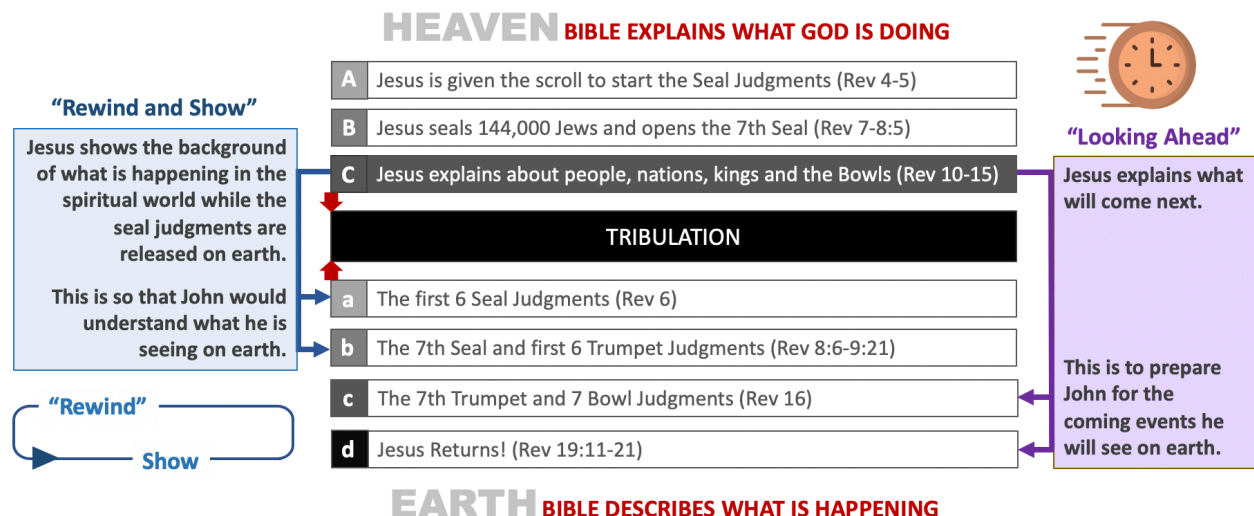 HEAVEN BIBLE EXPLAINS WHAT GOD IS DOING
A Jesus is given the scroll to start the Seal Judgments (Rev 4-5)
B Jesus seals 144,000 Jews and opens the 7th Seal (Rev 7-8:5)
C Jesus explains about people, nations, kings and the Bowls (Rev 10-15)
TRIBULATION
a The first 6 Seal Judgments (Rev 6)
b The 7th Seal and first 6 Trumpet Judgments (Rev 8:6-9:21)
c The 7th Trumpet and 7 Bowl Judgments (Rev 16)
d Jesus Returns! (Rev 19:11-21)
EARTH BIBLE DESCRIBES WHAT IS HAPPENING
“Rewind and Show”
Jesus shows the background
of what is happening in the
spiritual world while the
seal judgments are
released on earth.
This is so that John would
understand what he is
seeing on earth.
“Rewind”
Show
“Looking Ahead”
Jesus explains what
will come next.
This is to prepare
John for the
coming events he
will see on earth.